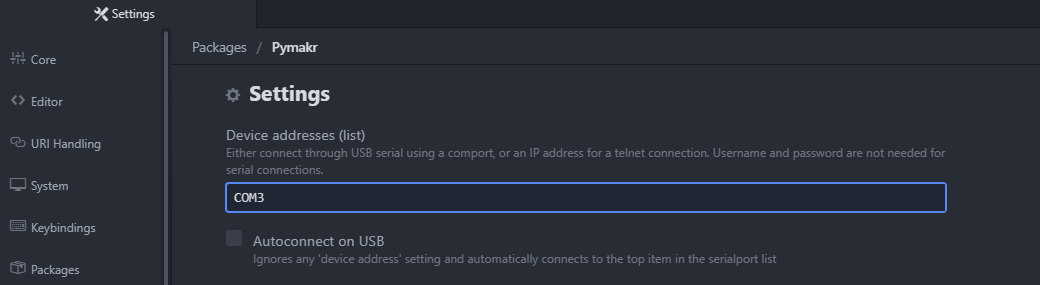 Settings
Core
Editor
URI Handling
System
Keybindings
Packages
Packages / Pymakr
Settings
Device addresses (list)
Either connect through USB serial using a comport, or an IP address for a telnet connection. Username and password are not needed for
serial connections.
COM3
Autoconnect on USB
Ignores any 'device address' setting and automatically connects to the top item in the serialport list